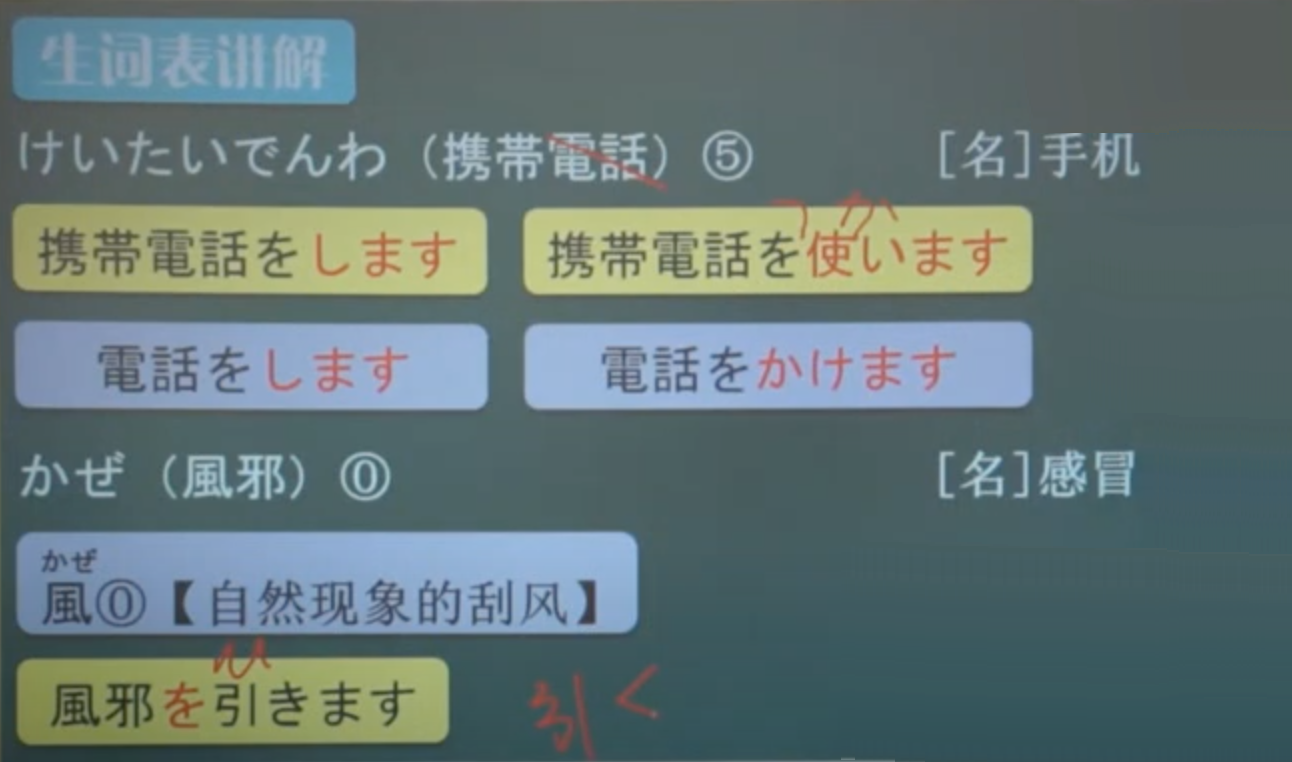 生词表讲解
けいたいでんわ（携帯電話）⑤ [名]手机
つか
携帯電話をします 携帯電話を使います
電話をします 電話をかけます
かぜ（風邪）⓪ [名]感冒
かぜ
風⓪【自然现象的刮风】
ひ
風邪を引きます 引く